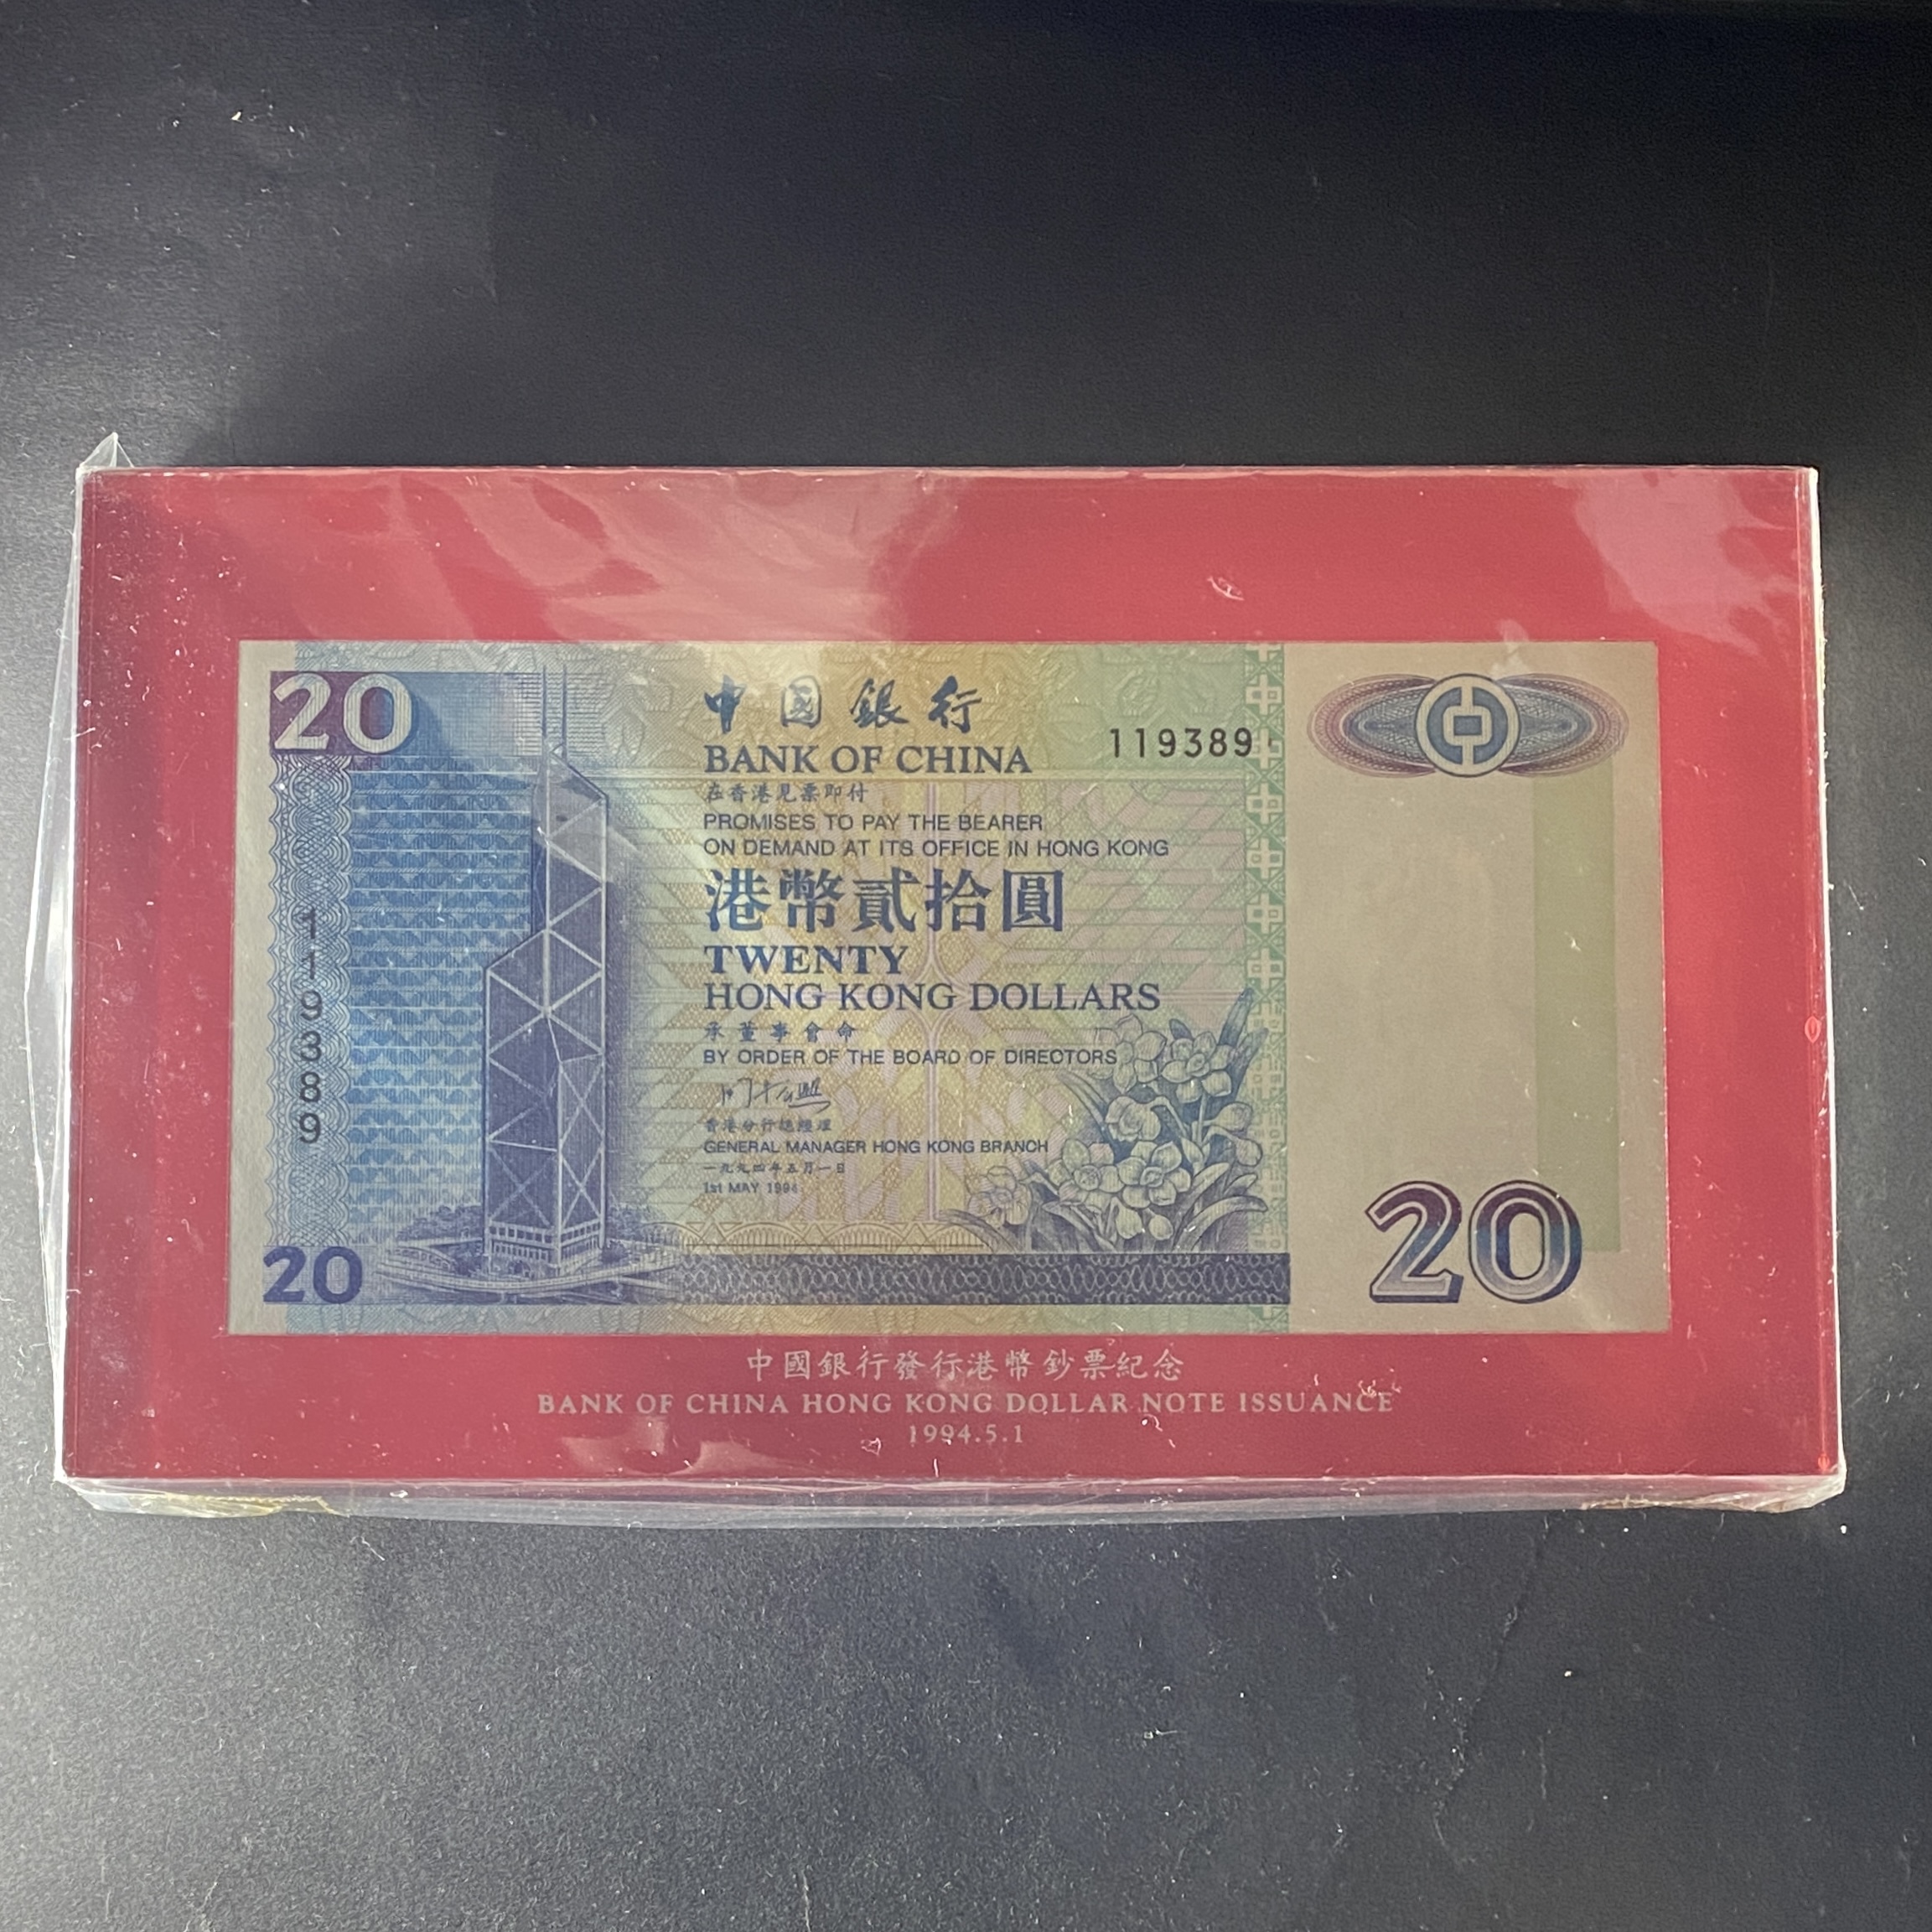 20
中國銀行
BANK OF CHINA
119389
在香港見票即付
PROMISES TO PAY THE BEARER
ON DEMAND AT ITS OFFICE IN HONG KONG
港幣貳拾圓
TWENTY
HONG KONG DOLLARS
承董事會命
BY ORDER OF THE BOARD OF DIRECTORS
香港分行總經理
GENERAL MANAGER HONG KONG BRANCH
一九九四年五月一日
1st MAY 1994
119389
20
20
中國銀行發行港幣鈔票紀念
BANK OF CHINA HONG KONG DOLLAR NOTE ISSUANCE
1994.5.1